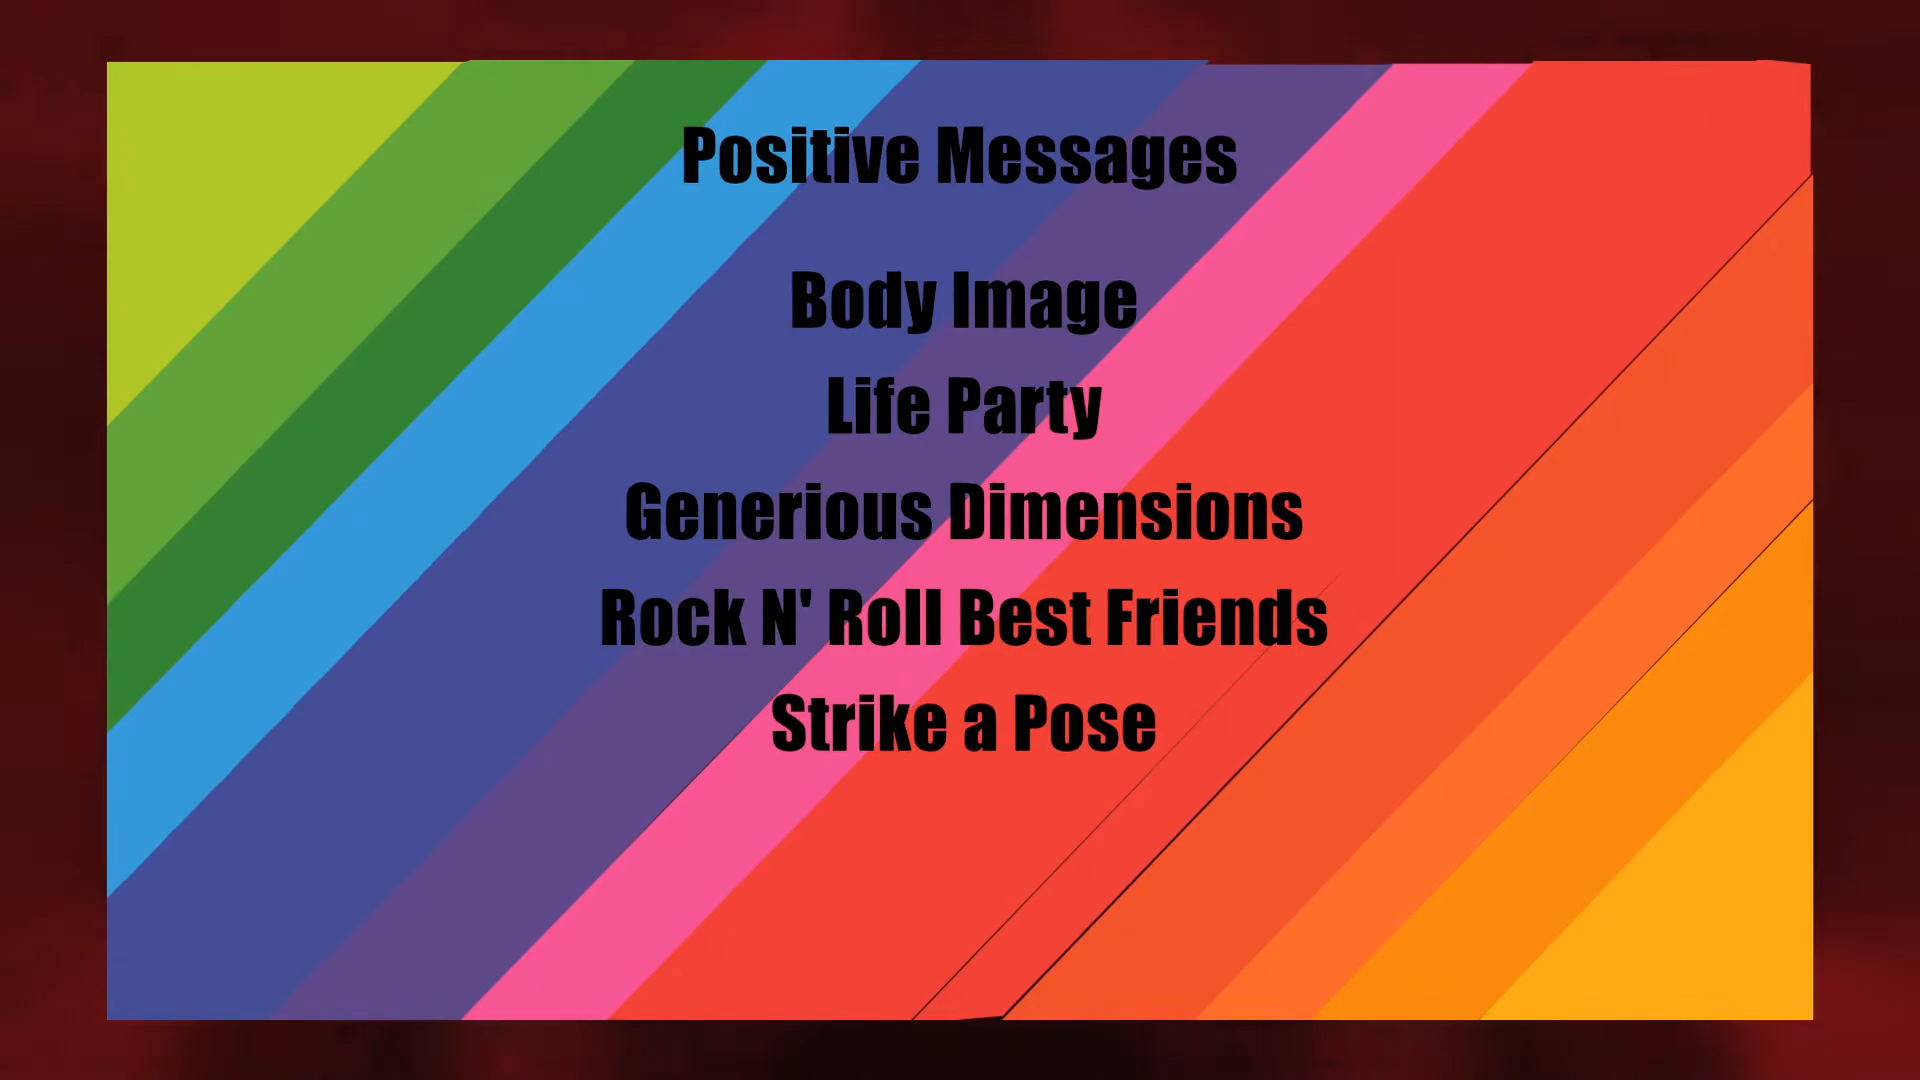 Positive Messages
Body Image
Life Party
Generious Dimensions
Rock N' Roll Best Friends
Strike a Pose